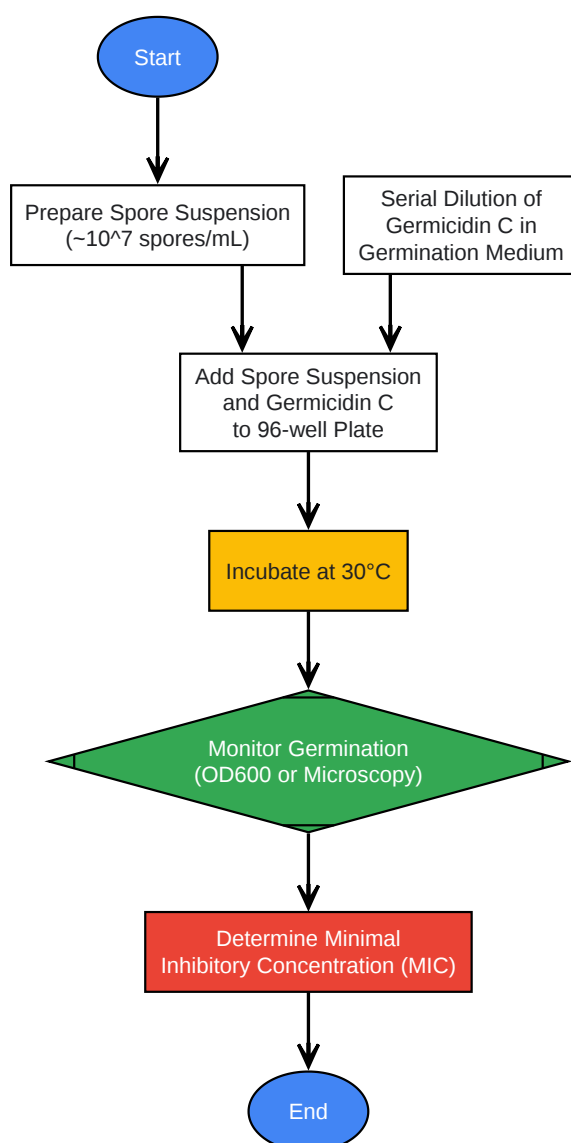 Start
Prepare Spore Suspension
(~10^7 spores/mL)
Serial Dilution of
Germicidin C in
Germination Medium
Add Spore Suspension
and Germicidin C
to 96-well Plate
Incubate at 30°C
Monitor Germination
(OD600 or Microscopy)
Determine Minimal
Inhibitory Concentration (MIC)
End